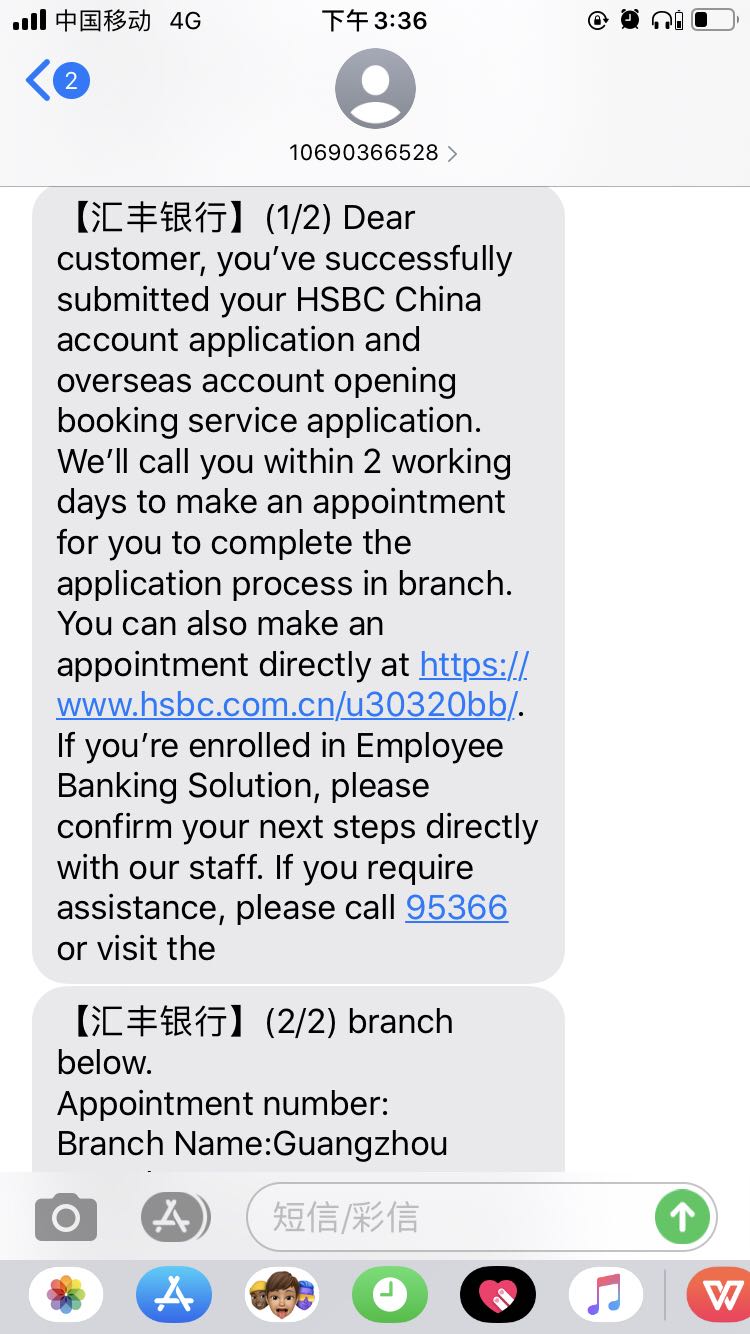 中国移动 4G 下午3:36
2
10690366528
【汇丰银行】(1/2) Dear
customer, you’ve successfully
submitted your HSBC China
account application and
overseas account opening
booking service application.
We’ll call you within 2 working
days to make an appointment
for you to complete the
application process in branch.
You can also make an
appointment directly at https://
www.hsbc.com.cn/u30320bb/.
If you’re enrolled in Employee
Banking Solution, please
confirm your next steps directly
with our staff. If you require
assistance, please call 95366
or visit the
【汇丰银行】(2/2) branch
below.
Appointment number:
Branch Name:Guangzhou
短信/彩信